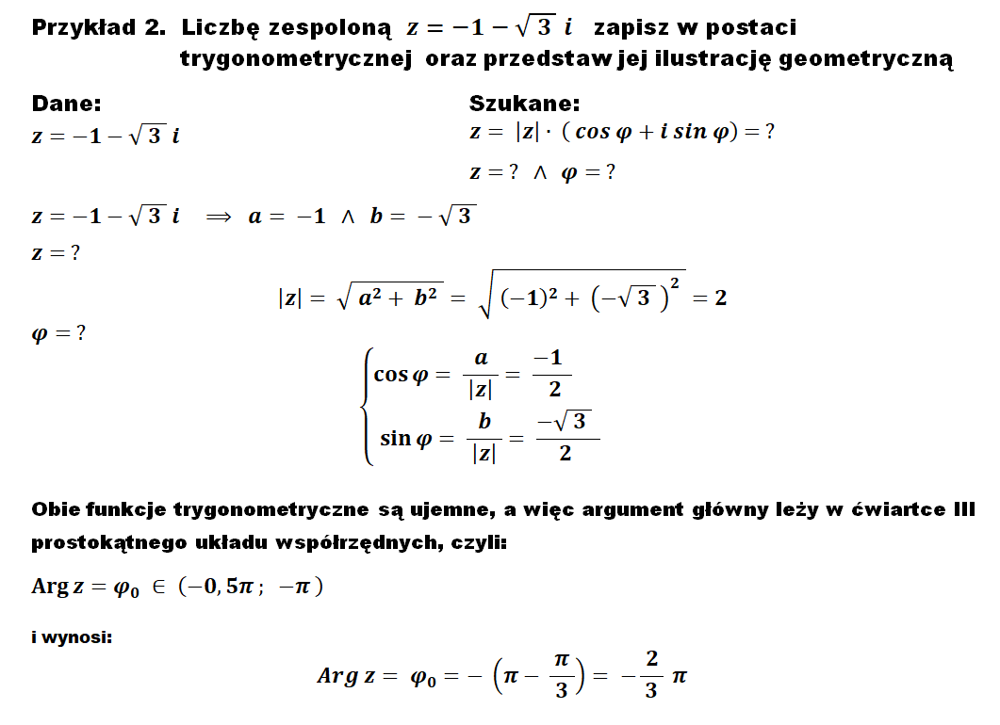 Przykład 2. Liczbę zespoloną z = −1 − √3 i zapisz w postaci
trygonometrycznej oraz przedstaw jej ilustrację geometryczną
Dane: Szukane:
z = −1 − √3 i z = |z| · ( cos φ + i sin φ) = ?
z = ? ∧ φ = ?
z = −1 − √3 i ⟹ a = −1 ∧ b = − √3
z = ?
|z| = √(a² + b²) = √((−1)² + (−√3)²) = 2
φ = ?
cos φ = a/|z| = −1/2
sin φ = b/|z| = −√3/2
Obie funkcje trygonometryczne są ujemne, a więc argument główny leży w ćwiartce III
prostokątnego układu współrzędnych, czyli:
Arg z = φ₀ ∈ (−0,5π ; −π )
i wynosi:
Arg z = φ₀ = − (π − π/3) = − 2/3 π